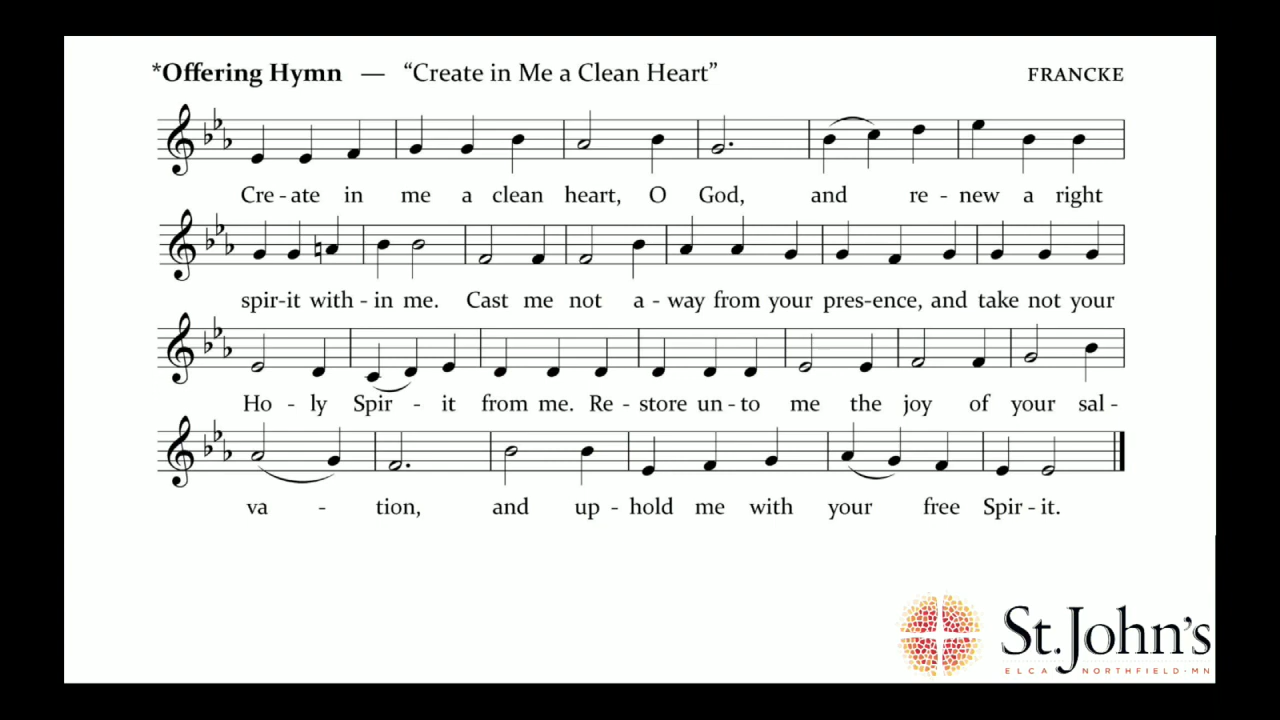 *Offering Hymn — “Create in Me a Clean Heart” FRANCKE
Cre - ate in me a clean heart, O God, and re - new a right
spir-it with - in me. Cast me not a - way from your pres-ence, and take not your
Ho - ly Spir - it from me. Re - store un - to me the joy of your sal -
va - tion, and up - hold me with your free Spir - it.
St. John's
ELCA NORTHFIELD · MN